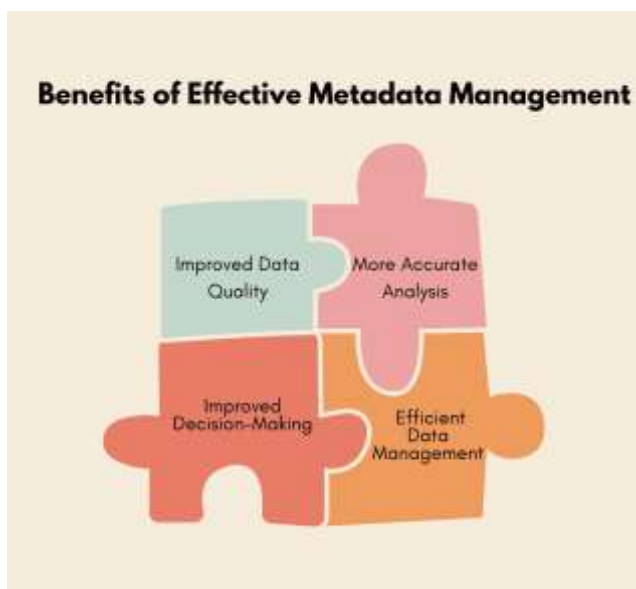 Benefits of Effective Metadata Management
Improved Data
Quality
More Accurate
Analysis
Improved
Decision-Making
Efficient
Data
Management